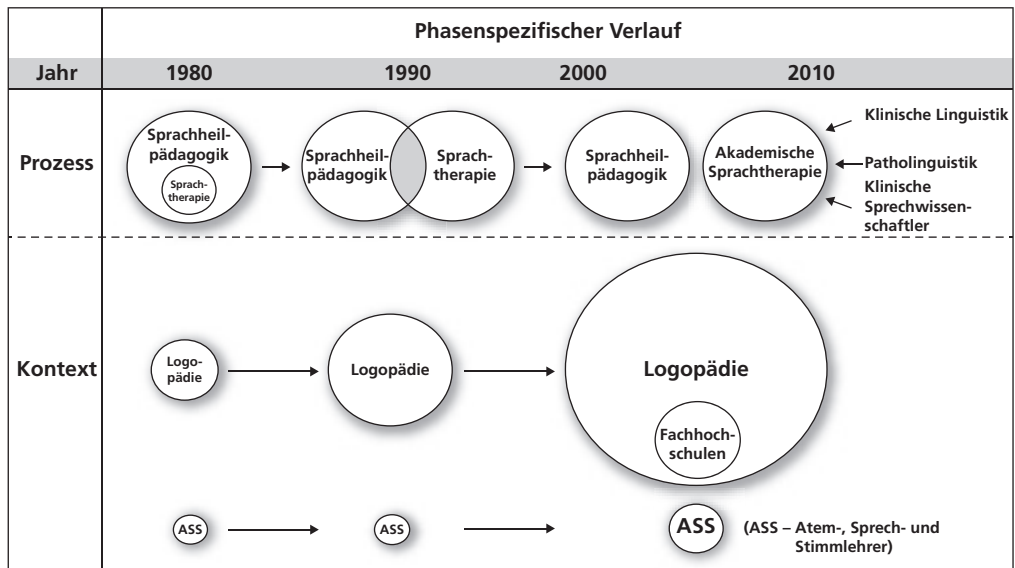 Phasenspezifischer Verlauf
Jahr 1980 1990 2000 2010
Prozess
Sprachheil-
pädagogik
Sprach-
therapie
Sprachheil-
pädagogik
Sprach-
therapie
Sprachheil-
pädagogik
Akademische
Sprachtherapie
Klinische Linguistik
Patholinguistik
Klinische
Sprechwissen-
schaftler
Kontext
Logo-
pädie
Logopädie
Logopädie
Fachhoch-
schulen
ASS
ASS
ASS
(ASS – Atem-, Sprech- und
Stimmlehrer)